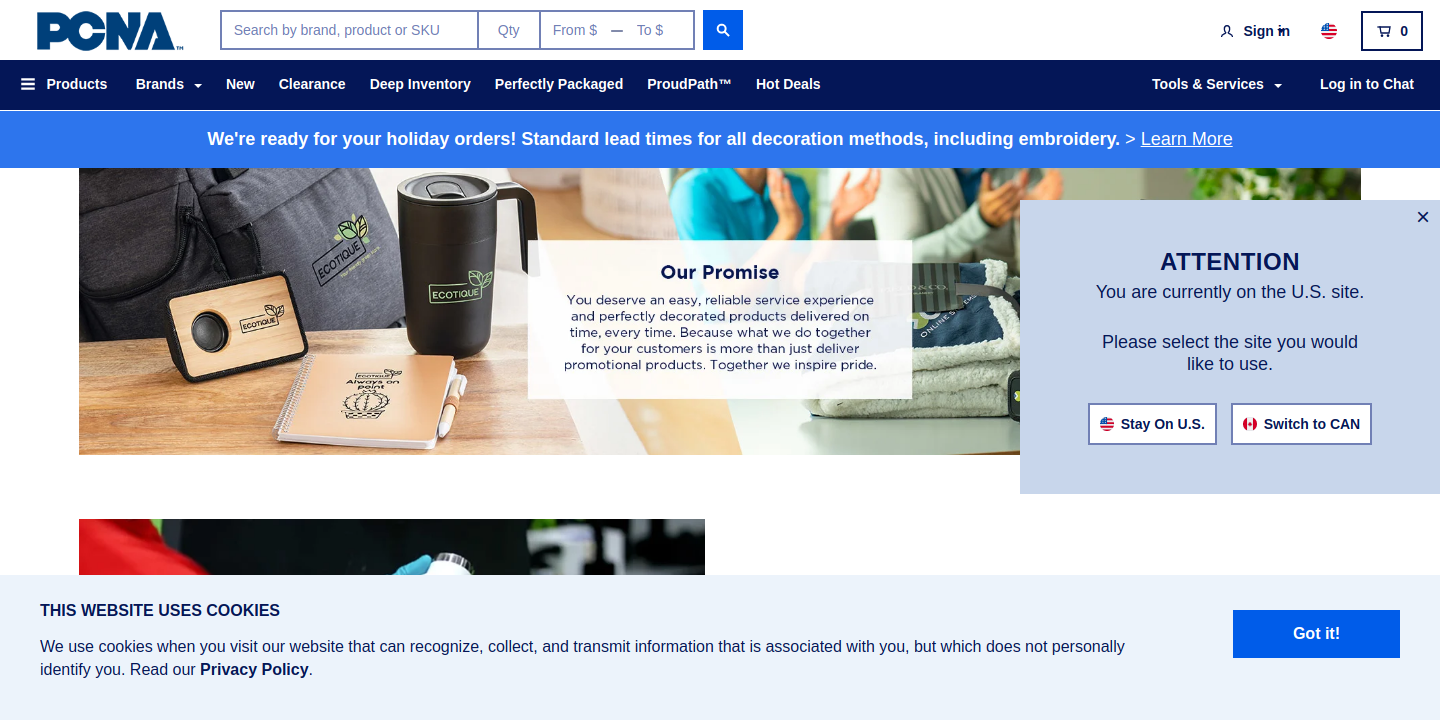 PCNA™
Search by brand, product or SKU
Qty
From $ — To $
Sign in
0
Products
Brands
New
Clearance
Deep Inventory
Perfectly Packaged
ProudPath™
Hot Deals
Tools & Services
Log in to Chat
We're ready for your holiday orders! Standard lead times for all decoration methods, including embroidery. > Learn More
ECOTIQUE
ECOTIQUE
ECOTIQUE
ECOTIQUE
Always on
point
Our Promise
You deserve an easy, reliable service experience
and perfectly decorated products delivered on
time, every time. Because what we do together
for your customers is more than just deliver
promotional products. Together we inspire pride.
×
ATTENTION
You are currently on the U.S. site.
Please select the site you would
like to use.
Stay On U.S.
Switch to CAN
THIS WEBSITE USES COOKIES
We use cookies when you visit our website that can recognize, collect, and transmit information that is associated with you, but which does not personally
identify you. Read our Privacy Policy.
Got it!